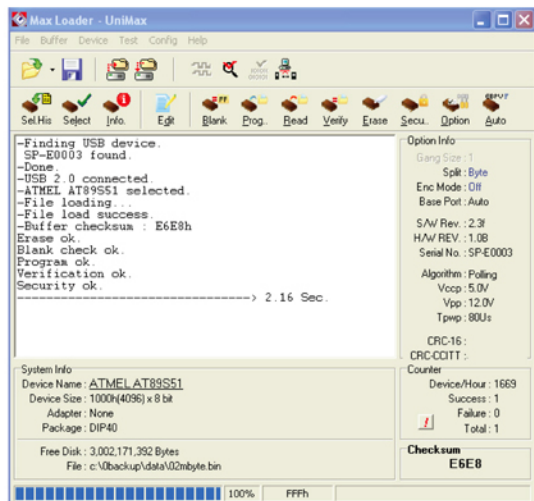 Max Loader - UniMax
File Buffer Device Test Config Help
Sel.His Select Info. Edit Blank Prog.. Read Verify Erase Secu.. Option Auto
-Finding USB device.
SP-E0003 found.
-Done.
-USB 2.0 connected.
-ATMEL AT89S51 selected.
-File loading...
-File load success.
-Buffer checksum : E6E8h
Erase ok.
Blank check ok.
Program ok.
Verification ok.
Security ok.
--------------------------------> 2.16 Sec.
Option Info
Gang Size : 1
Split : Byte
Enc Mode : Off
Base Port : Auto
S/W Rev. : 2.3f
H/W REV. : 1.0B
Serial No. : SP-E0003
Algorithm : Polling
Vccp : 5.0V
Vpp : 12.0V
Tpwp : 80Us
CRC-16 :
CRC-CCITT :
System Info
Device Name : ATMEL AT89S51
Device Size : 1000h(4096) x 8 bit
Adapter : None
Package : DIP40
Free Disk : 3,002,171,392 Bytes
File : c:\0backup\data\02mbyte.bin
Counter
Device/Hour : 1669
Success : 1
Failure : 0
Total : 1
Checksum
E6E8
100% FFFh